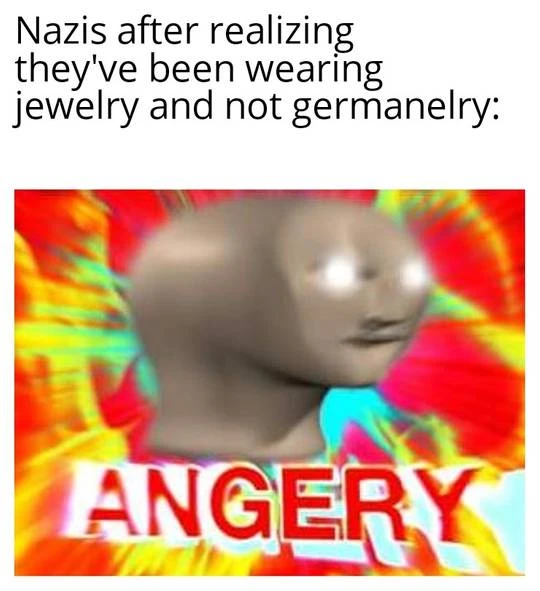 Nazis after realizing
they've been wearing
jewelry and not germanelry:
ANGERY